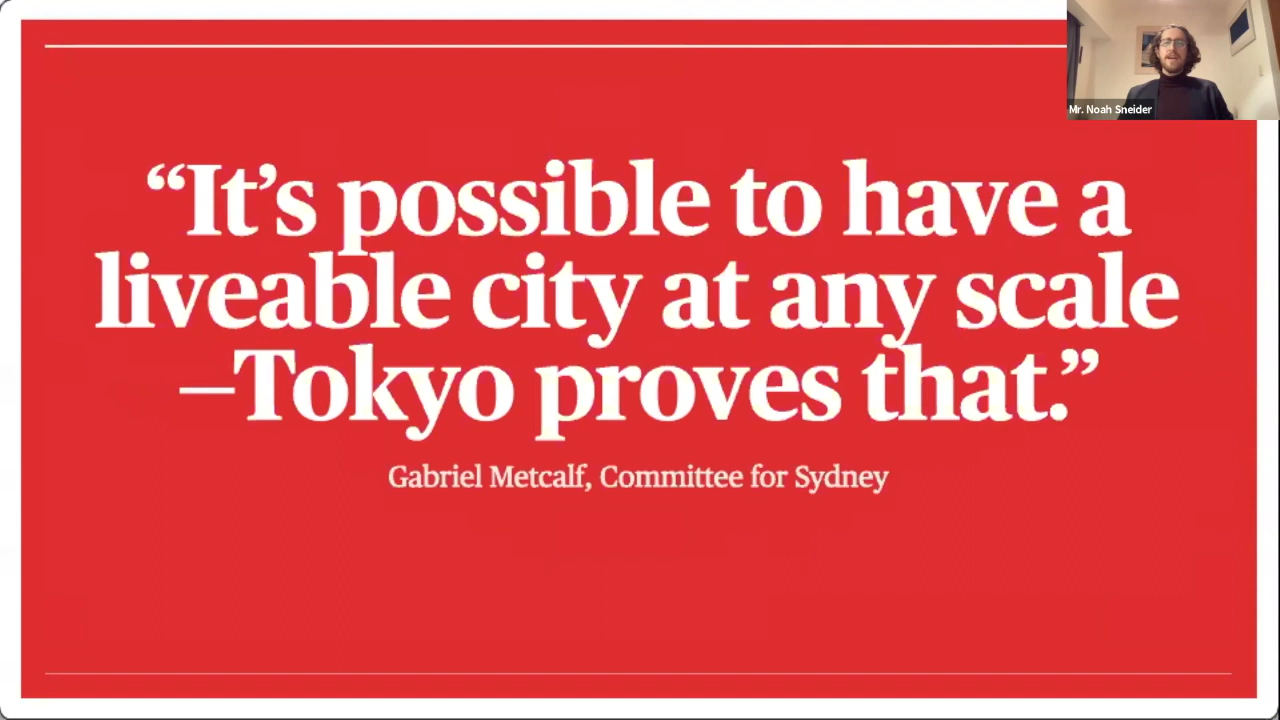 “It’s possible to have a
liveable city at any scale
–Tokyo proves that.”
Gabriel Metcalf, Committee for Sydney
Mr. Noah Sneider